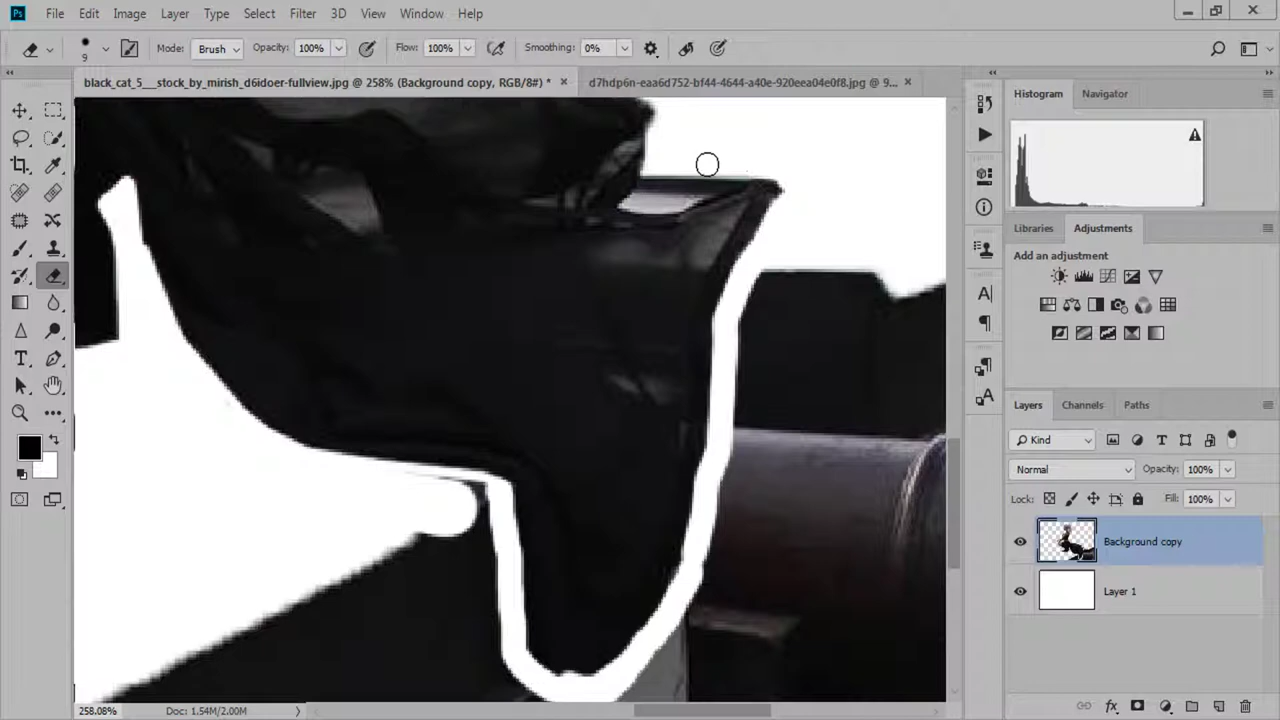 Ps File Edit Image Layer Type Select Filter 3D View Window Help
9 Mode: Brush Opacity: 100% Flow: 100% Smoothing: 0%
black_cat_5___stock_by_mirish_d6idoer-fullview.jpg @ 258% (Background copy, RGB/8#) * d7hdp6n-eaa6d752-bf44-4644-a40e-920eea04e0f8.jpg @ 9...
Histogram Navigator
Libraries Adjustments
Add an adjustment
Layers Channels Paths
Kind
Normal Opacity: 100%
Lock: Fill: 100%
Background copy
Layer 1
258.08% Doc: 1.54M/2.00M